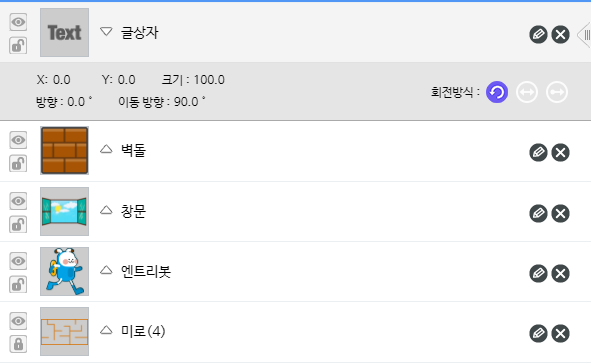 Text 글상자
X: 0.0 Y: 0.0 크기 : 100.0
방향 : 0.0 ˚ 이동 방향 : 90.0 ˚ 회전방식 :
벽돌
창문
엔트리봇
미로(4)